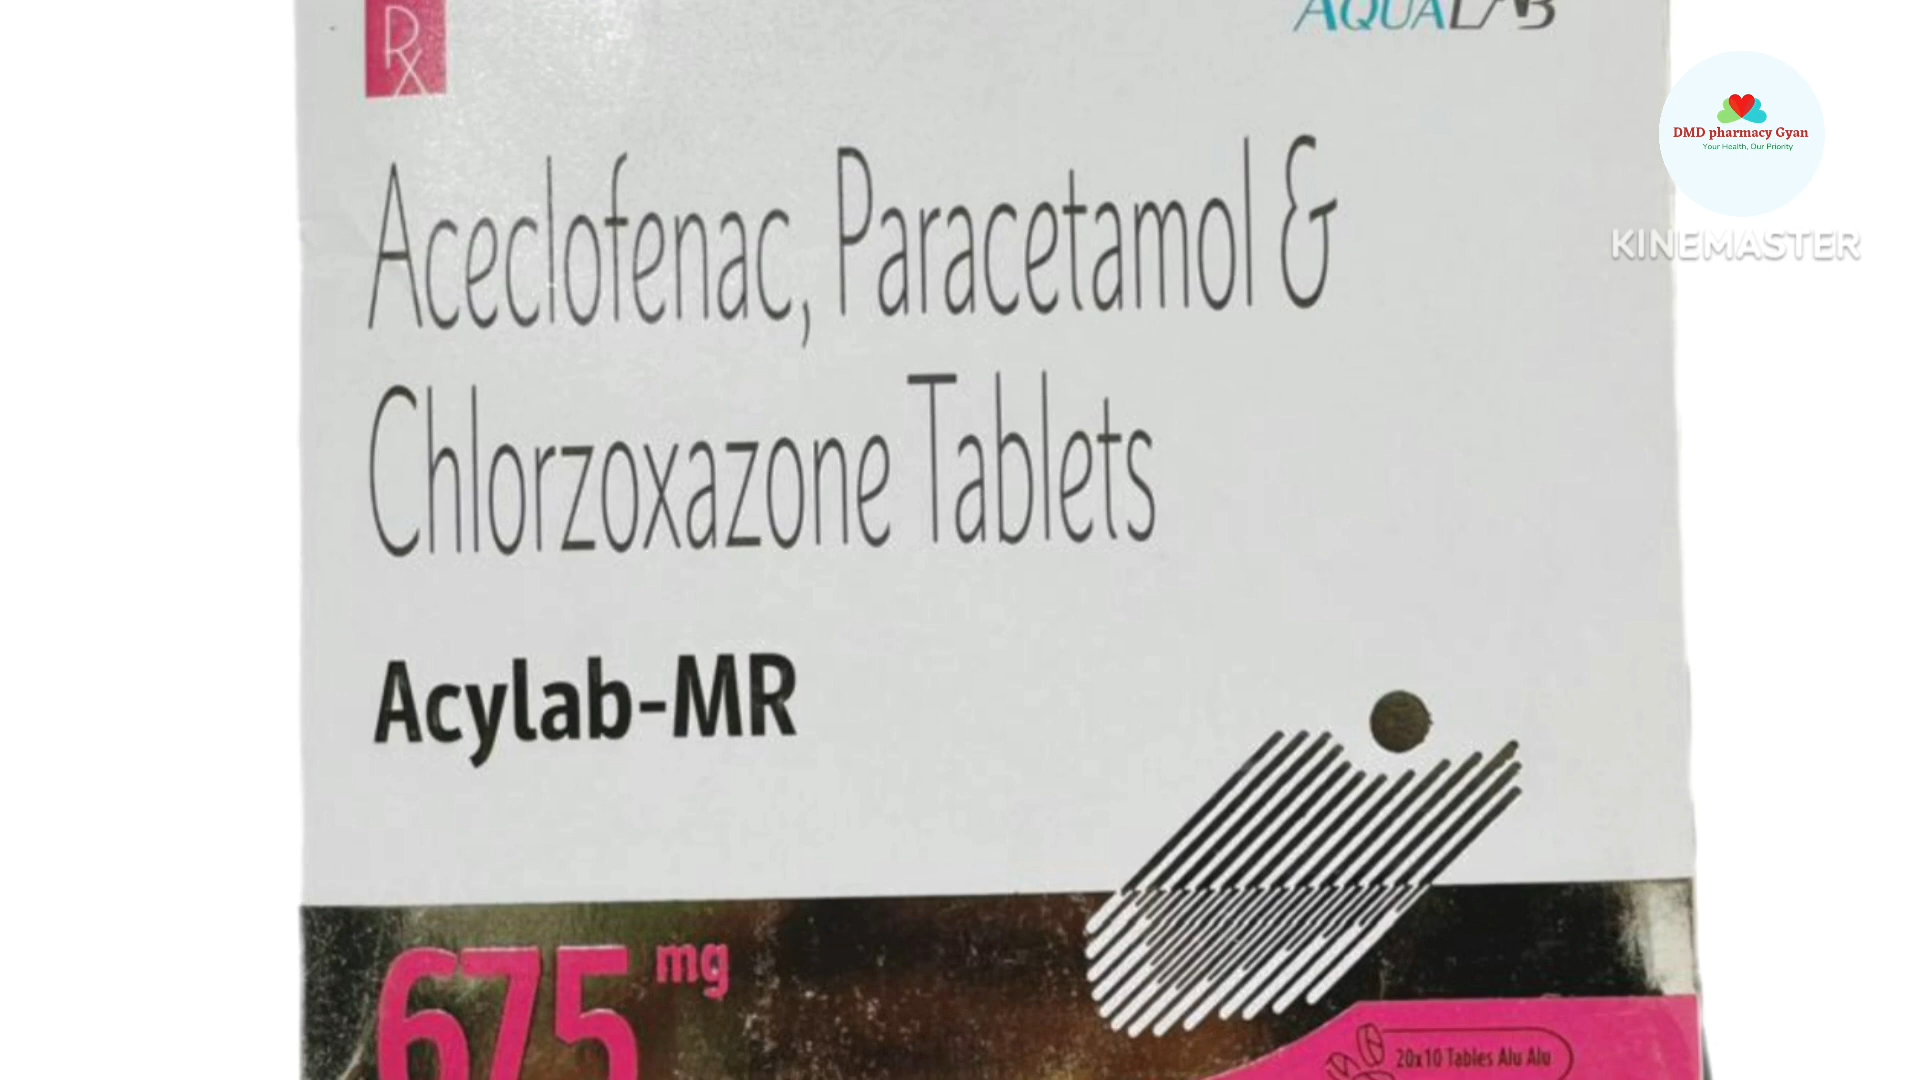 Rx
AQUALAB
DMD pharmacy Gyan
Your Health, Our Priority
KINEMASTER
Aceclofenac, Paracetamol &
Chlorzoxazone Tablets
Acylab-MR
675 mg
20x10 Tables Alu Alu